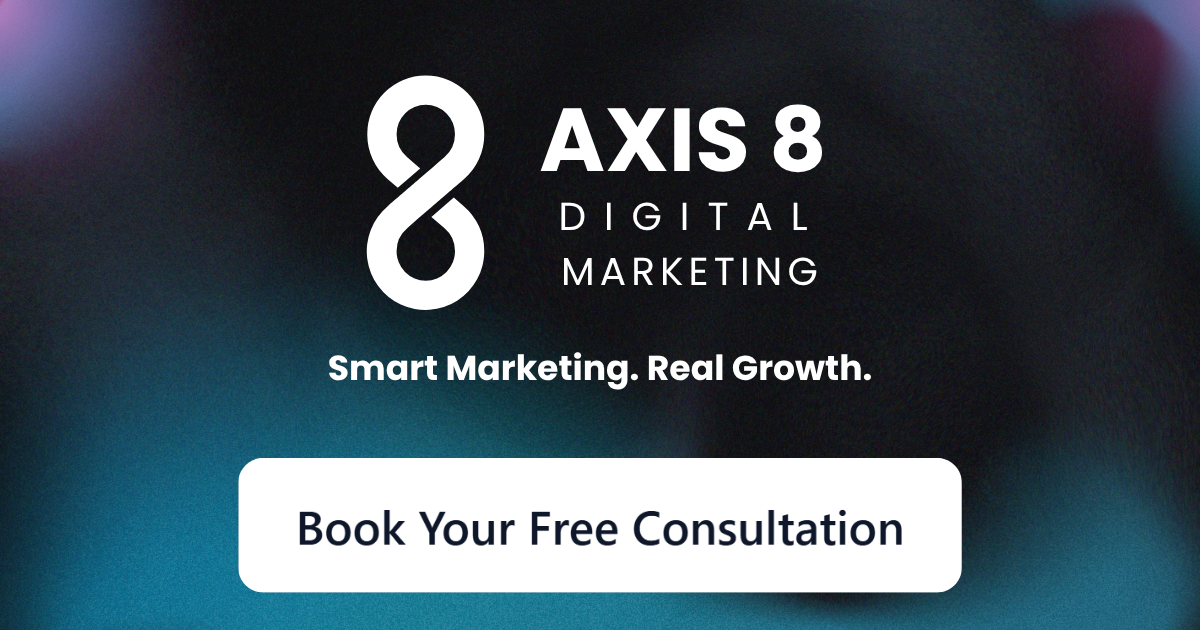 AXIS 8
DIGITAL
MARKETING
Smart Marketing. Real Growth.
Book Your Free Consultation